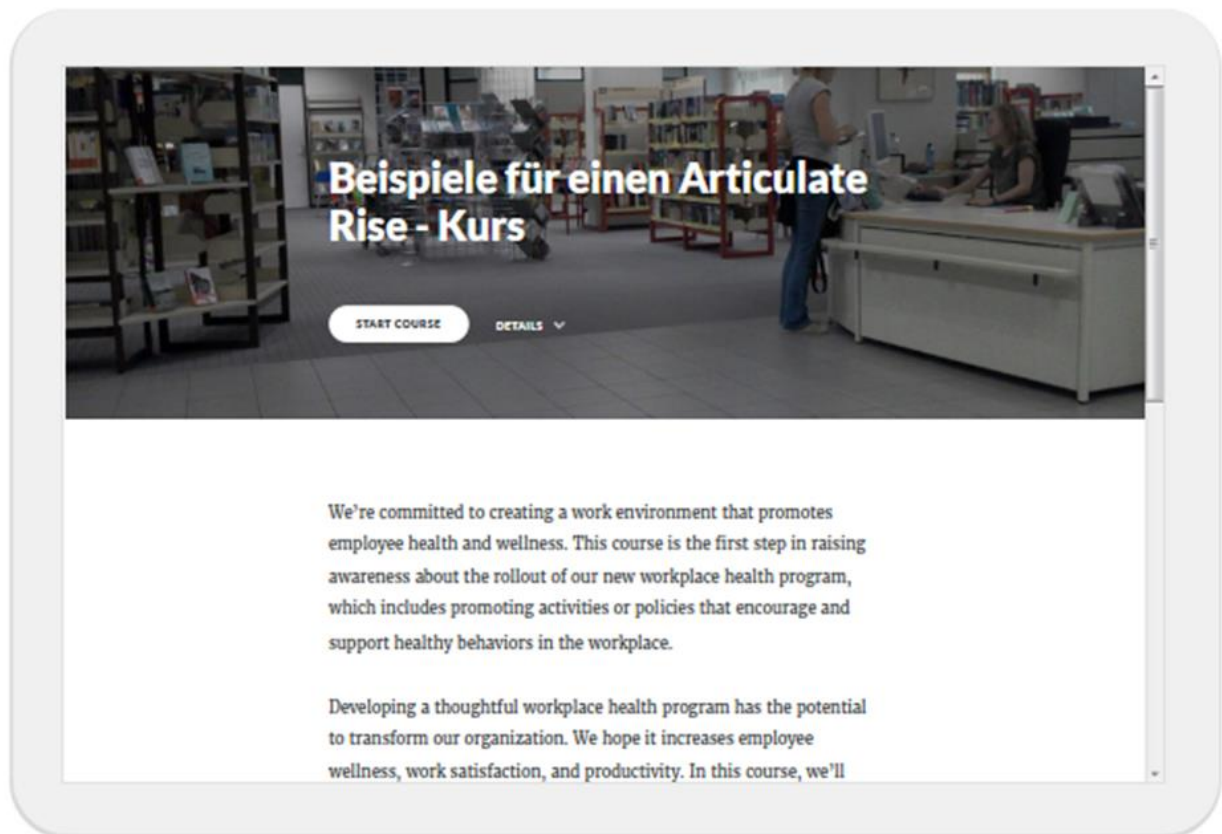 Beispiele für einen Articulate
Rise - Kurs
START COURSE
DETAILS
We're committed to creating a work environment that promotes
employee health and wellness. This course is the first step in raising
awareness about the rollout of our new workplace health program,
which includes promoting activities or policies that encourage and
support healthy behaviors in the workplace.
Developing a thoughtful workplace health program has the potential
to transform our organization. We hope it increases employee
wellness, work satisfaction, and productivity. In this course, we'll